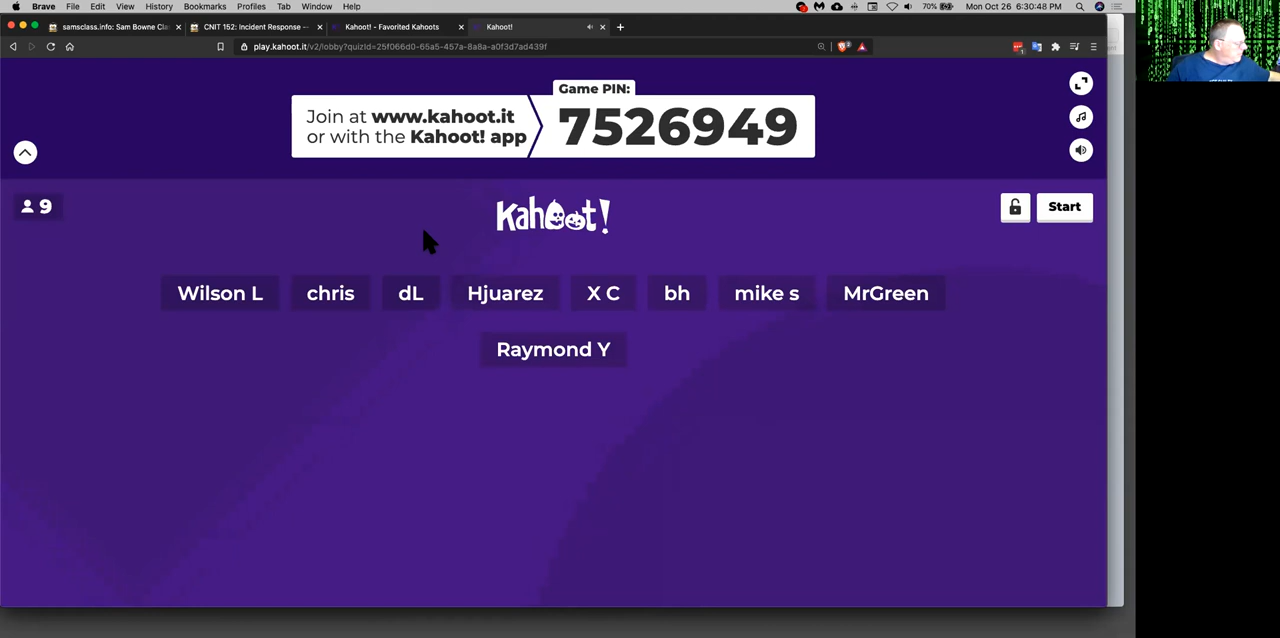 Brave File Edit View History Bookmarks Profiles Tab Window Help
70% Mon Oct 26 6:30:48 PM
samsclass.info: Sam Bowne Cla
CNIT 152: Incident Response --
Kahoot! - Favorited Kahoots
Kahoot!
play.kahoot.it/v2/lobby?quizId=25f066d0-65a5-457a-8a8a-a0f3d7ad439f
Game PIN:
Join at www.kahoot.it
or with the Kahoot! app
7526949
9
Kahoot!
Start
Wilson L
chris
dL
Hjuarez
X C
bh
mike s
MrGreen
Raymond Y